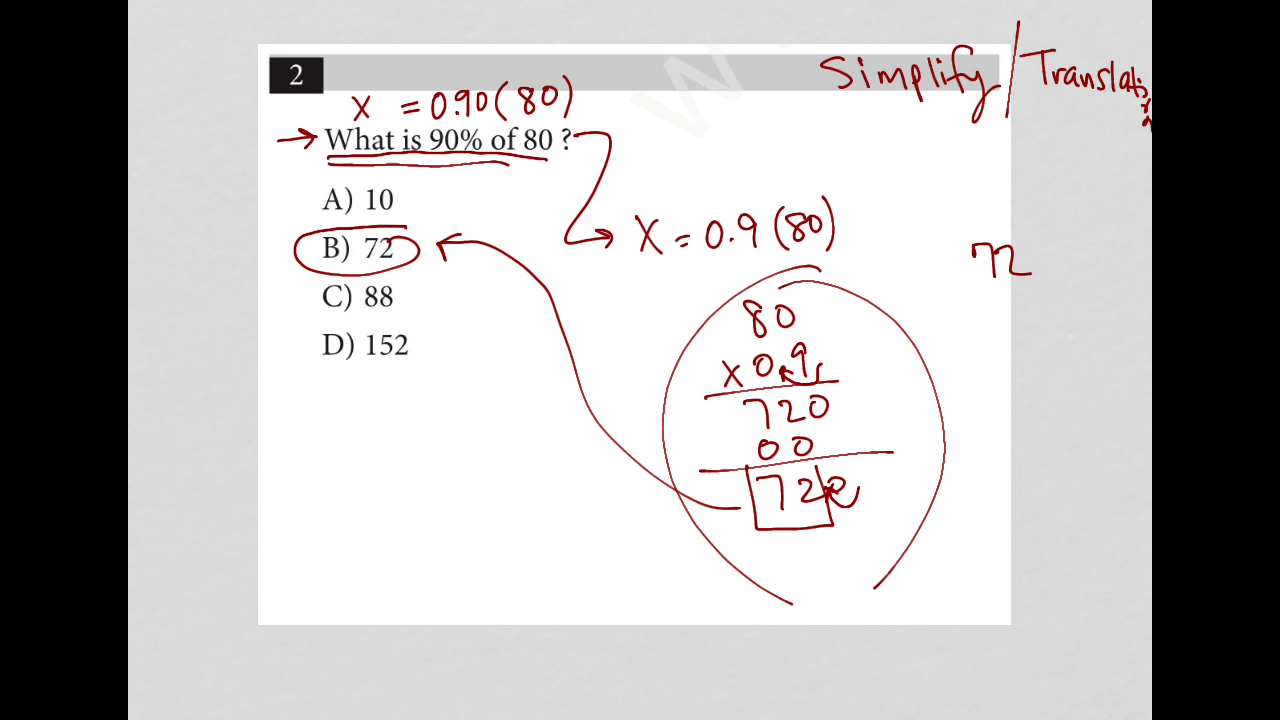 2
Simplify / Translati
x = 0.90(80)
→ What is 90% of 80 ?
A) 10
B) 72
C) 88
D) 152
x = 0.9(80)
72
80
x 0.9
720
00
720